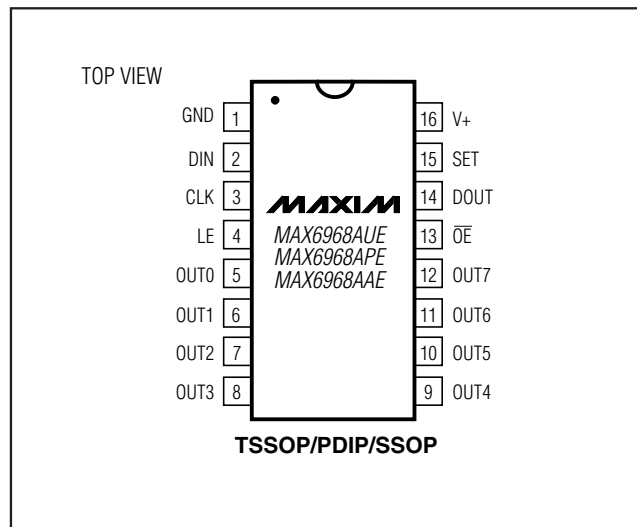 TOP VIEW
GND 1 16 V+
DIN 2 15 SET
CLK 3 14 DOUT
MAXIM
LE 4 13 O̅E̅
MAX6968AUE
MAX6968APE
MAX6968AAE
OUT0 5 12 OUT7
OUT1 6 11 OUT6
OUT2 7 10 OUT5
OUT3 8 9 OUT4
TSSOP/PDIP/SSOP